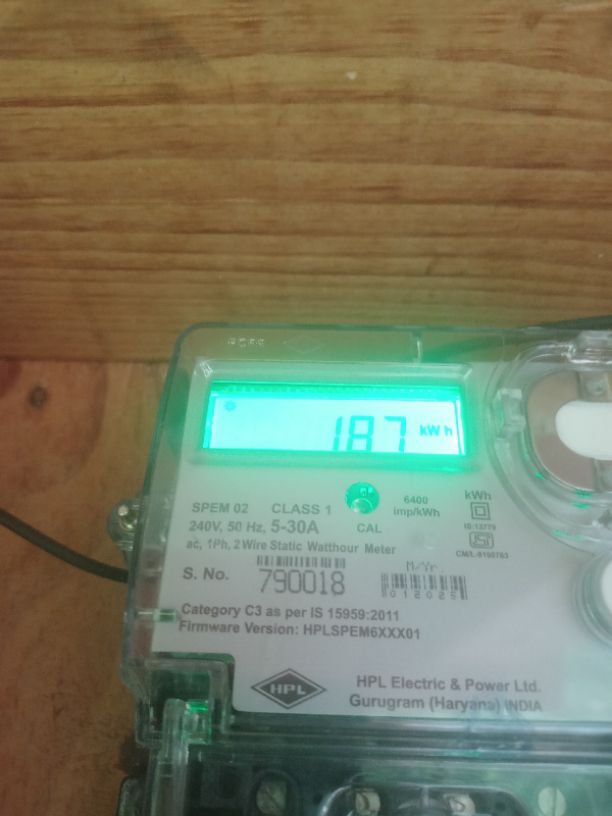 187 kWh
SPEM 02 CLASS 1
240V, 50 Hz, 5-30A
CAL
6400
imp/kWh
kWh
ac, 1Ph, 2 Wire Static Watthour Meter
S. No. 790018
M/Yr.
012025
Category C3 as per IS 15959:2011
Firmware Version: HPLSPEM6XXX01
HPL
HPL Electric & Power Ltd.
Gurugram (Haryana) INDIA